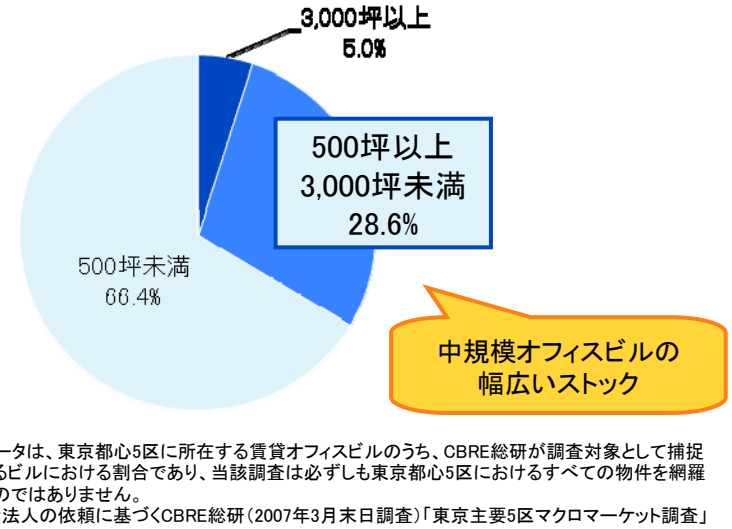 3,000坪以上
5.0%
500坪以上
3,000坪未満
28.6%
500坪未満
66.4%
中規模オフィスビルの
幅広いストック
ータは、東京都心5区に所在する賃貸オフィスビルのうち、CBRE総研が調査対象として捕捉
るビルにおける割合であり、当該調査は必ずしも東京都心5区におけるすべての物件を網羅
のではありません。
法人の依頼に基づくCBRE総研(2007年3月末日調査)「東京主要5区マクロマーケット調査」